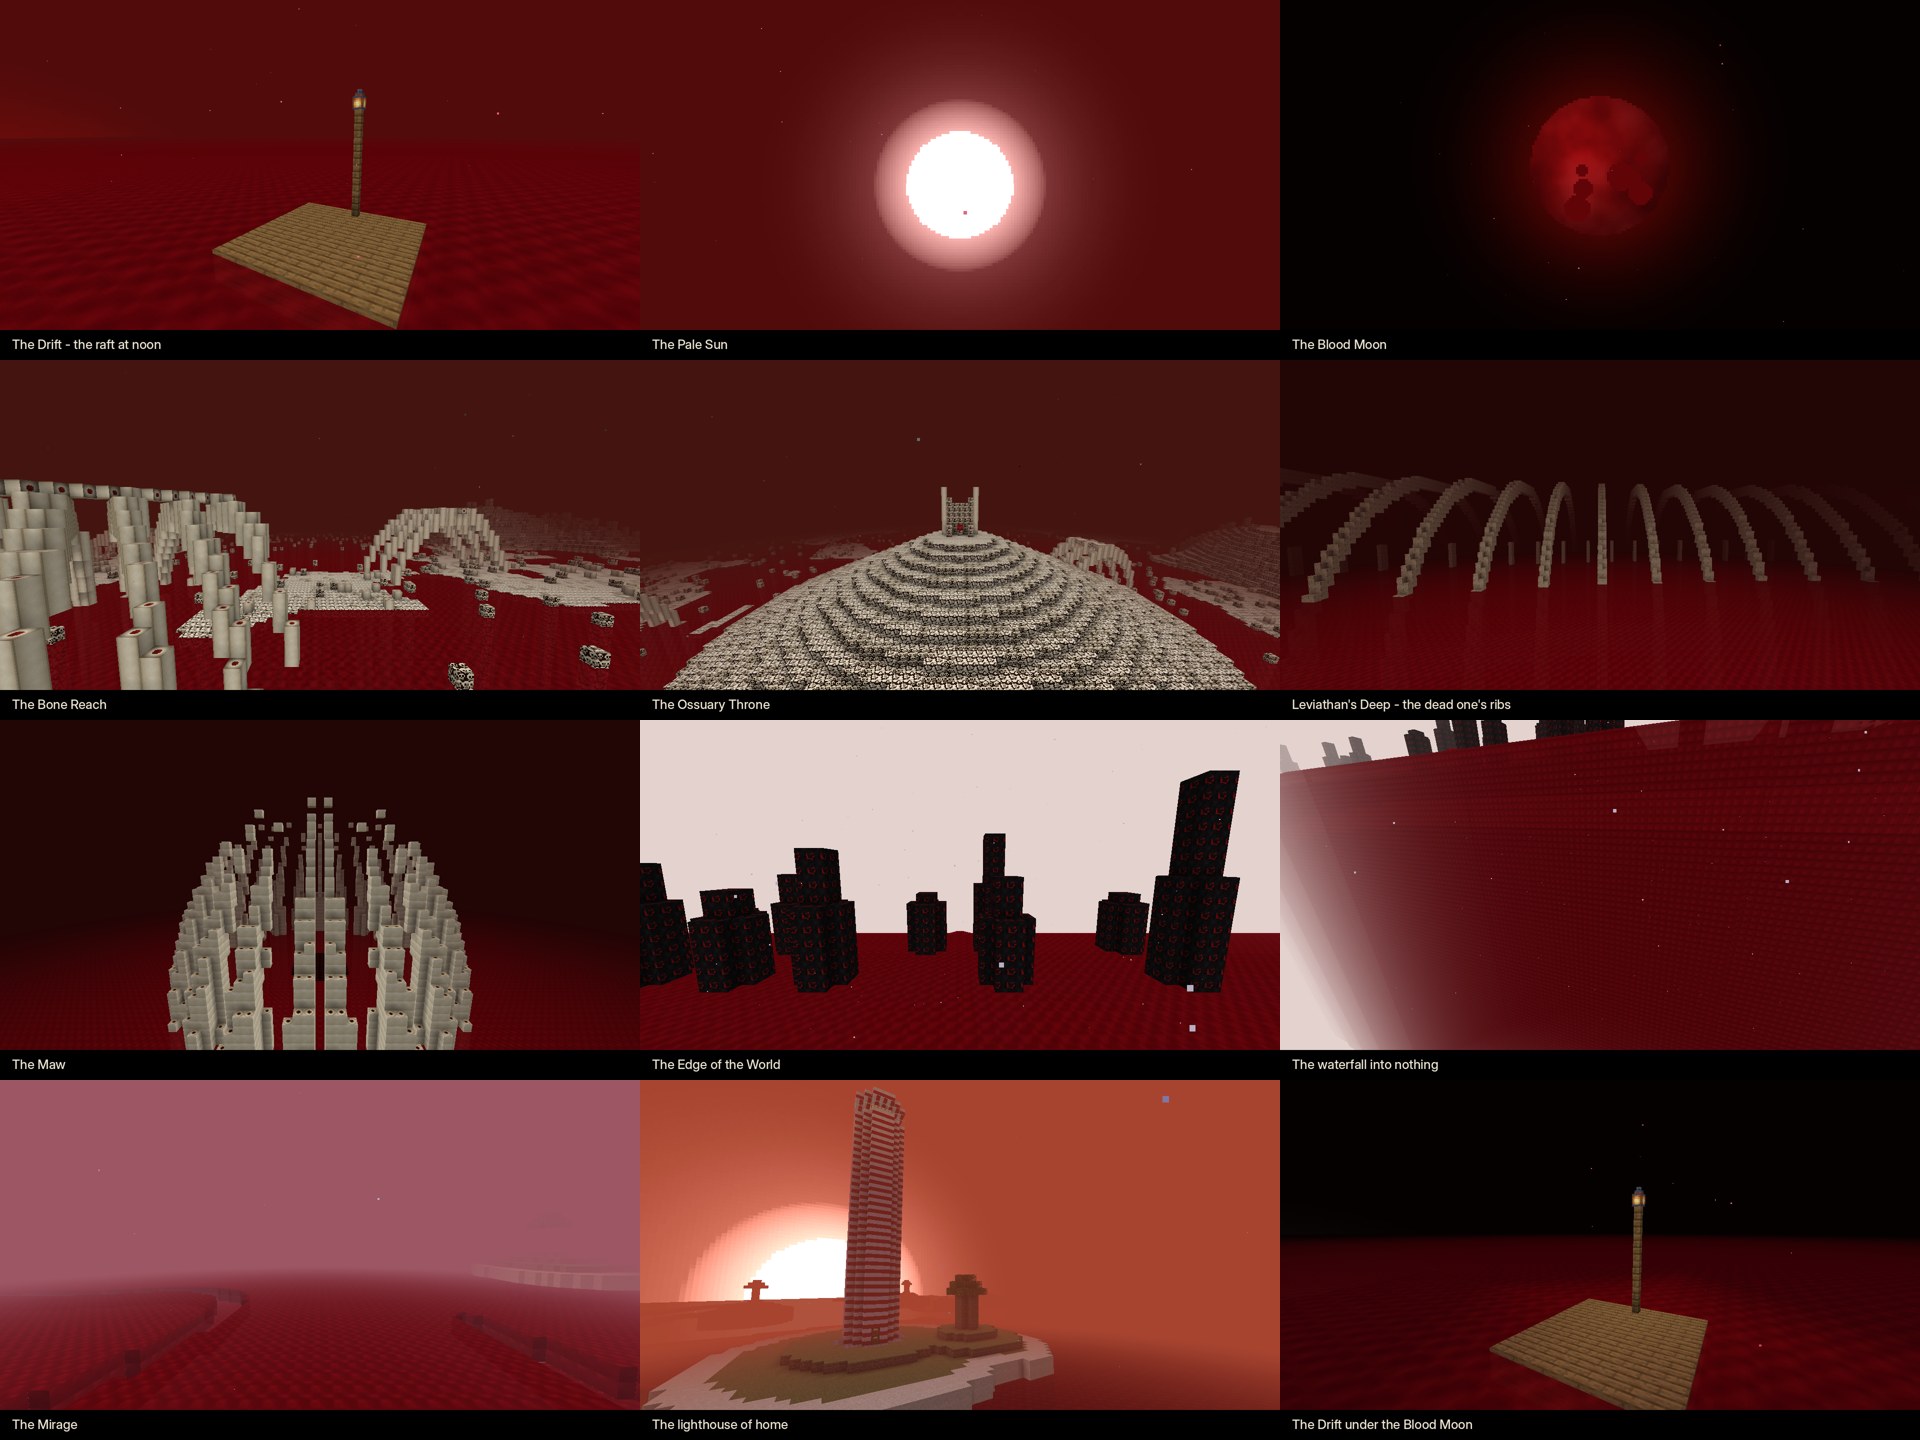 The Drift - the raft at noon
The Pale Sun
The Blood Moon
The Bone Reach
The Ossuary Throne
Leviathan's Deep - the dead one's ribs
The Maw
The Edge of the World
The waterfall into nothing
The Mirage
The lighthouse of home
The Drift under the Blood Moon